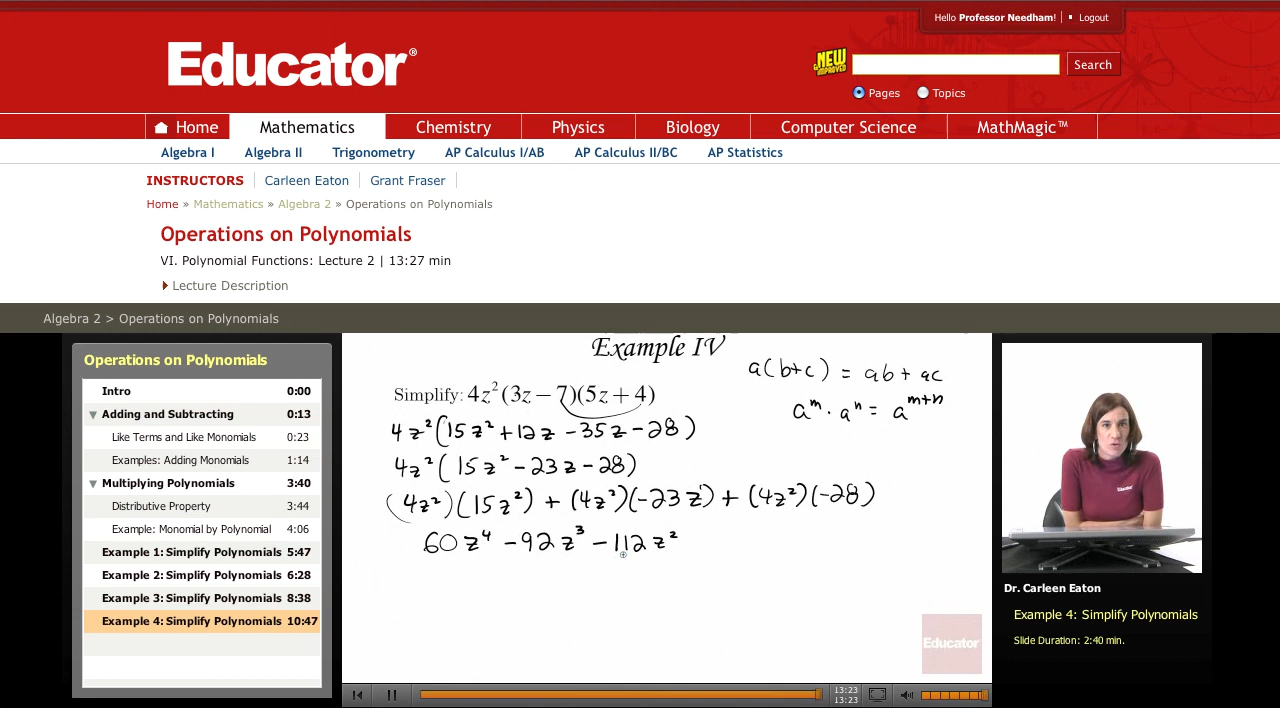 Hello Professor Needham! Logout
Educator®
NEW
& IMPROVED
Search
Pages Topics
Home Mathematics Chemistry Physics Biology Computer Science MathMagic™
Algebra I Algebra II Trigonometry AP Calculus I/AB AP Calculus II/BC AP Statistics
INSTRUCTORS Carleen Eaton Grant Fraser
Home » Mathematics » Algebra 2 » Operations on Polynomials
Operations on Polynomials
VI. Polynomial Functions: Lecture 2 | 13:27 min
Lecture Description
Algebra 2 > Operations on Polynomials
Operations on Polynomials
Intro 0:00
Adding and Subtracting 0:13
Like Terms and Like Monomials 0:23
Examples: Adding Monomials 1:14
Multiplying Polynomials 3:40
Distributive Property 3:44
Example: Monomial by Polynomial 4:06
Example 1: Simplify Polynomials 5:47
Example 2: Simplify Polynomials 6:28
Example 3: Simplify Polynomials 8:38
Example 4: Simplify Polynomials 10:47
Example IV
a(b+c) = ab + ac
Simplify: 4z²(3z − 7)(5z + 4)
aᵐ · aⁿ = aᵐ⁺ⁿ
4z²(15z² + 12z − 35z − 28)
4z²(15z² − 23z − 28)
(4z²)(15z²) + (4z²)(−23z¹) + (4z²)(−28)
60z⁴ − 92z³ − 112z²
Educator
13:23
13:23
Educator
Dr. Carleen Eaton
Example 4: Simplify Polynomials
Slide Duration: 2:40 min.